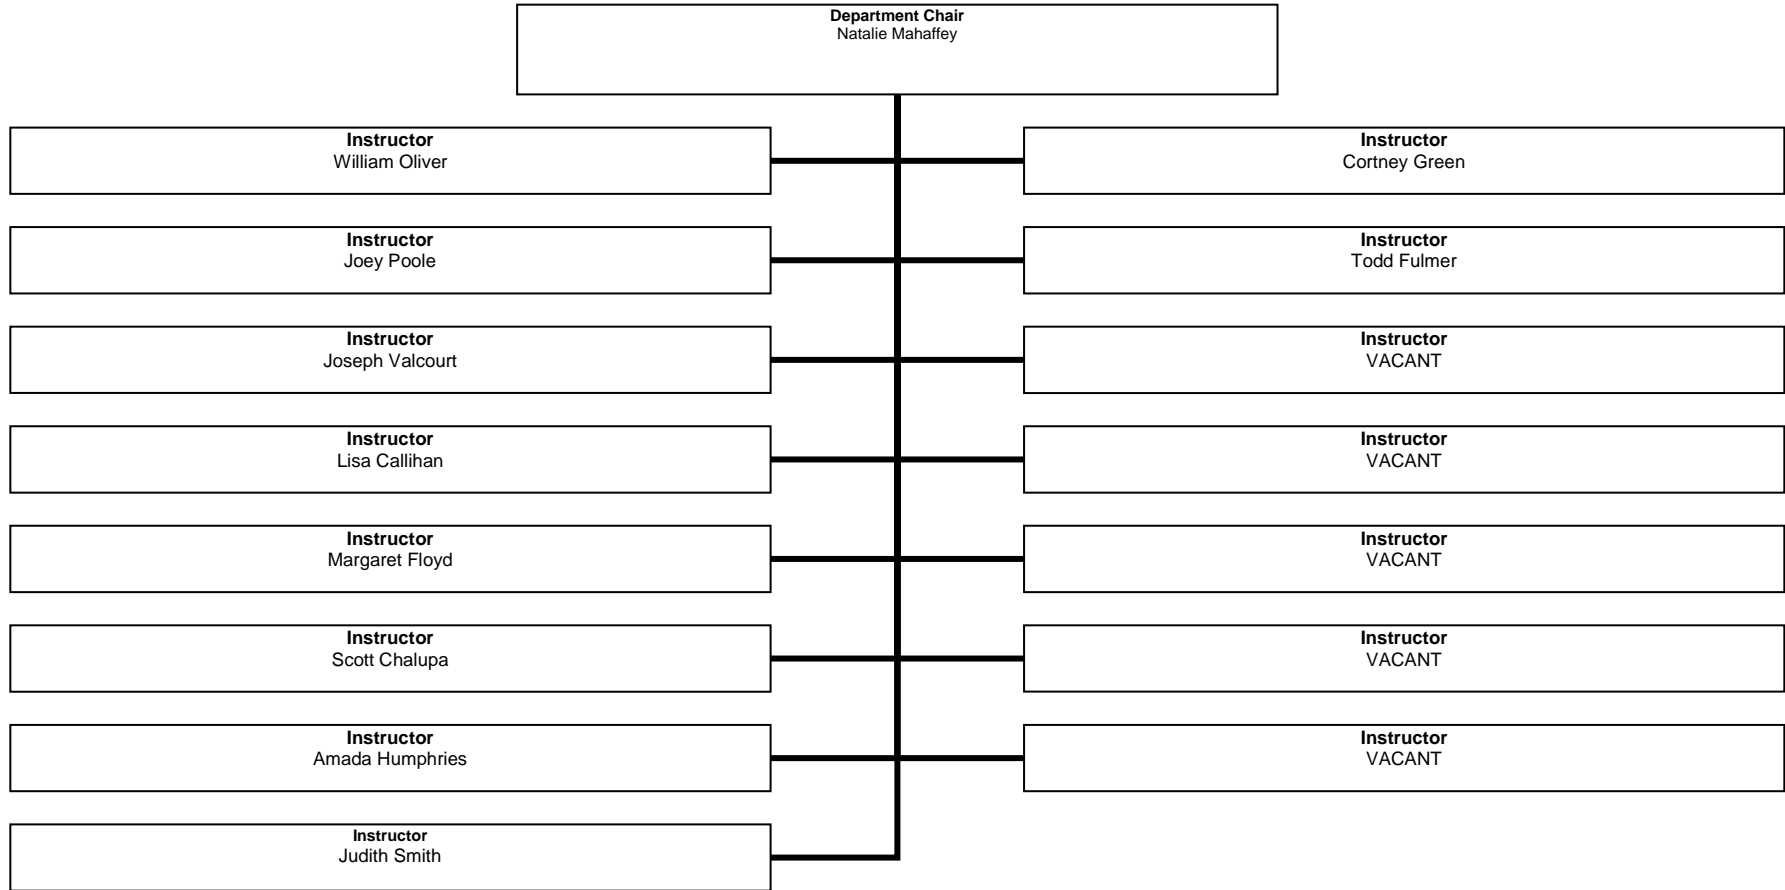 Department Chair
Natalie Mahaffey
Instructor
William Oliver
Instructor
Cortney Green
Instructor
Joey Poole
Instructor
Todd Fulmer
Instructor
Joseph Valcourt
Instructor
VACANT
Instructor
Lisa Callihan
Instructor
VACANT
Instructor
Margaret Floyd
Instructor
VACANT
Instructor
Scott Chalupa
Instructor
VACANT
Instructor
Amada Humphries
Instructor
VACANT
Instructor
Judith Smith